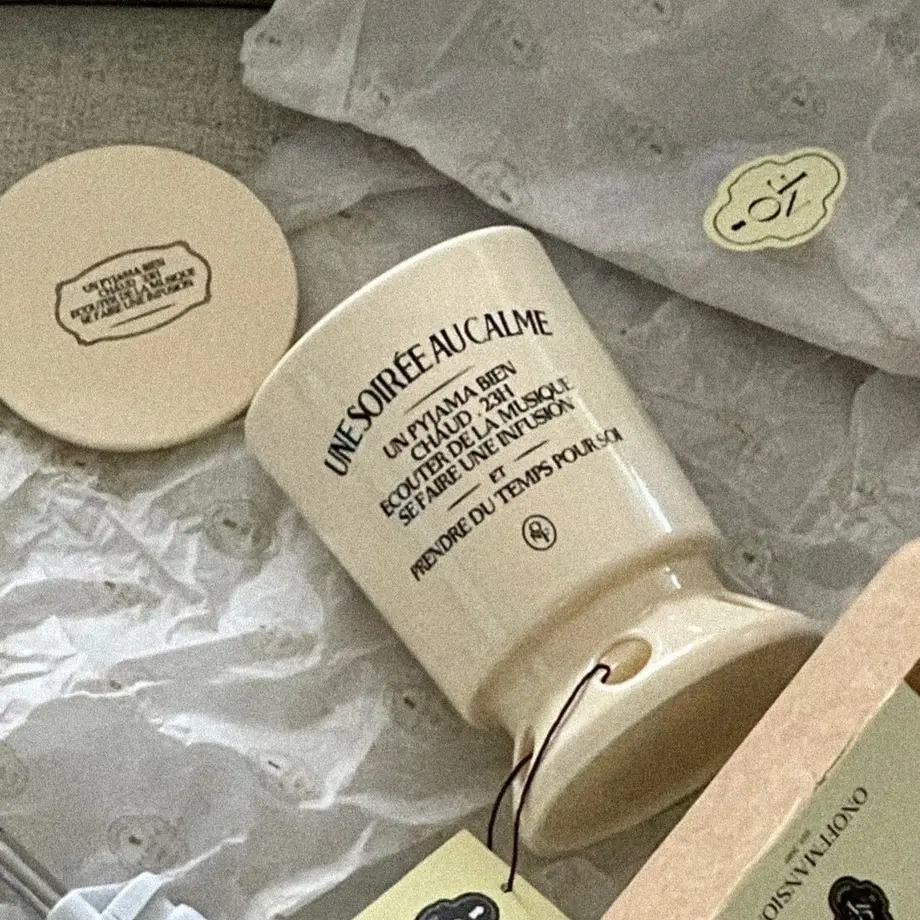 UN PYJAMA BIEN
CHAUD . 23H
ECOUTER DE LA MUSIQUE
SE FAIRE UNE INFUSION
UNE SOIRÉE AU CALME
UN PYJAMA BIEN
CHAUD . 23H
ECOUTER DE LA MUSIQUE
SE FAIRE UNE INFUSION
ET
PRENDRE DU TEMPS POUR SOI
ONOFFMANSIO